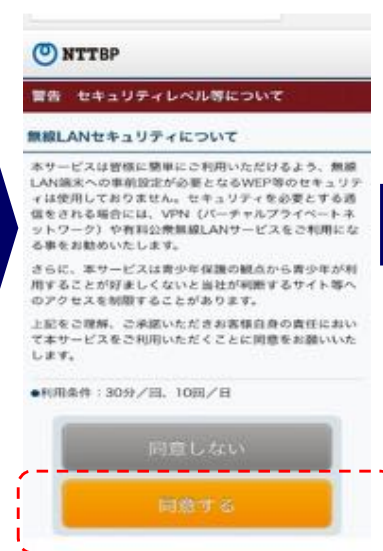 NTTBP
警告 セキュリティレベル等について
無線LANセキュリティについて
本サービスは皆様に簡単にご利用いただけるよう、無線
LAN端末への事前設定が必要となるWEP等のセキュリテ
ィは使用しておりません。セキュリティを必要とする通
信をされる場合には、VPN（バーチャルプライベートネ
ットワーク）や有料公衆無線LANサービスをご利用にな
る事をお勧めいたします。
さらに、本サービスは青少年保護の観点から青少年が利
用することが好ましくないと当社が判断するサイト等へ
のアクセスを制限することがあります。
上記をご理解、ご承諾いただきお客様自身の責任におい
て本サービスをご利用いただくことに同意をお願いいた
します。
●利用条件：30分／回、10回／日
同意しない
同意する